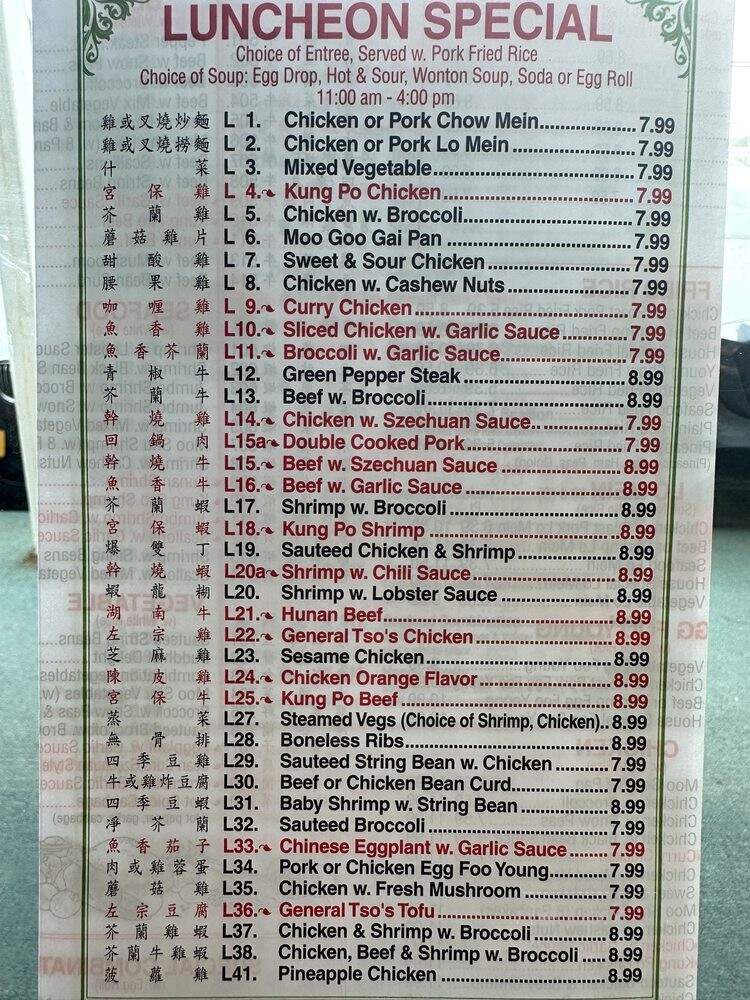 LUNCHEON SPECIAL
Choice of Entree, Served w. Pork Fried Rice
Choice of Soup: Egg Drop, Hot & Sour, Wonton Soup, Soda or Egg Roll
11:00 am - 4:00 pm
雞或叉燒炒麵 L 1. Chicken or Pork Chow Mein 7.99
雞或叉燒撈麵 L 2. Chicken or Pork Lo Mein 7.99
什菜 L 3. Mixed Vegetable 7.99
宮保雞 L 4. Kung Po Chicken 7.99
芥蘭雞 L 5. Chicken w. Broccoli 7.99
蘑菇雞片 L 6. Moo Goo Gai Pan 7.99
甜酸雞 L 7. Sweet & Sour Chicken 7.99
腰果雞 L 8. Chicken w. Cashew Nuts 7.99
咖喱雞 L 9. Curry Chicken 7.99
魚香雞 L10. Sliced Chicken w. Garlic Sauce 7.99
魚香芥蘭 L11. Broccoli w. Garlic Sauce 7.99
青椒牛 L12. Green Pepper Steak 8.99
芥蘭牛 L13. Beef w. Broccoli 8.99
幹燒雞 L14. Chicken w. Szechuan Sauce 7.99
回鍋肉 L15a Double Cooked Pork 7.99
幹燒牛 L15. Beef w. Szechuan Sauce 8.99
魚香牛 L16. Beef w. Garlic Sauce 8.99
芥蘭蝦 L17. Shrimp w. Broccoli 8.99
宮保蝦 L18. Kung Po Shrimp 8.99
爆雙丁 L19. Sauteed Chicken & Shrimp 8.99
幹燒蝦 L20a Shrimp w. Chili Sauce 8.99
蝦龍糊 L20. Shrimp w. Lobster Sauce 8.99
湖南牛 L21. Hunan Beef 8.99
左宗雞 L22. General Tso's Chicken 8.99
芝麻雞 L23. Sesame Chicken 8.99
陳皮雞 L24. Chicken Orange Flavor 8.99
宮保牛 L25. Kung Po Beef 8.99
蒸菜 L27. Steamed Vegs (Choice of Shrimp, Chicken) 8.99
無骨排 L28. Boneless Ribs 8.99
四季豆雞 L29. Sauteed String Bean w. Chicken 7.99
牛或雞炸豆腐 L30. Beef or Chicken Bean Curd 7.99
四季豆蝦 L31. Baby Shrimp w. String Bean 8.99
淨芥蘭 L32. Sauteed Broccoli 7.99
魚香茄子 L33. Chinese Eggplant w. Garlic Sauce 7.99
肉或雞蓉蛋 L34. Pork or Chicken Egg Foo Young 7.99
蘑菇雞 L35. Chicken w. Fresh Mushroom 7.99
左宗豆腐 L36. General Tso's Tofu 7.99
芥蘭雞蝦 L37. Chicken & Shrimp w. Broccoli 8.99
芥蘭牛雞蝦 L38. Chicken, Beef & Shrimp w. Broccoli 8.99
菠蘿雞 L41. Pineapple Chicken 8.99